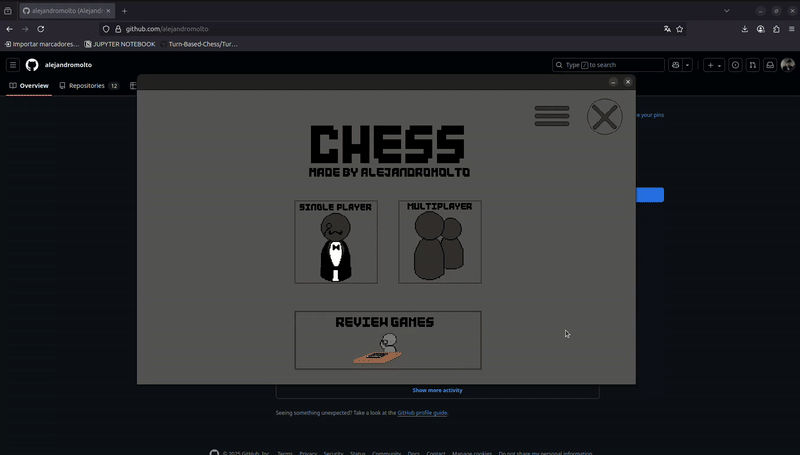 alejandromolto (Alejand
github.com/alejandromolto
Importar marcadores...
JUPYTER NOTEBOOK
Turn-Based-Chess/Tur...
alejandromolto
Type / to search
Overview
Repositories 12
e your pins
CHESS
MADE BY ALEJANDROMOLTO
SINGLE PLAYER
MULTIPLAYER
REVIEW GAMES
Show more activity
Seeing something unexpected? Take a look at the GitHub profile guide.
© 2025 GitHub, Inc. Terms Privacy Security Status Community Docs Contact Manage cookies Do not share my personal information